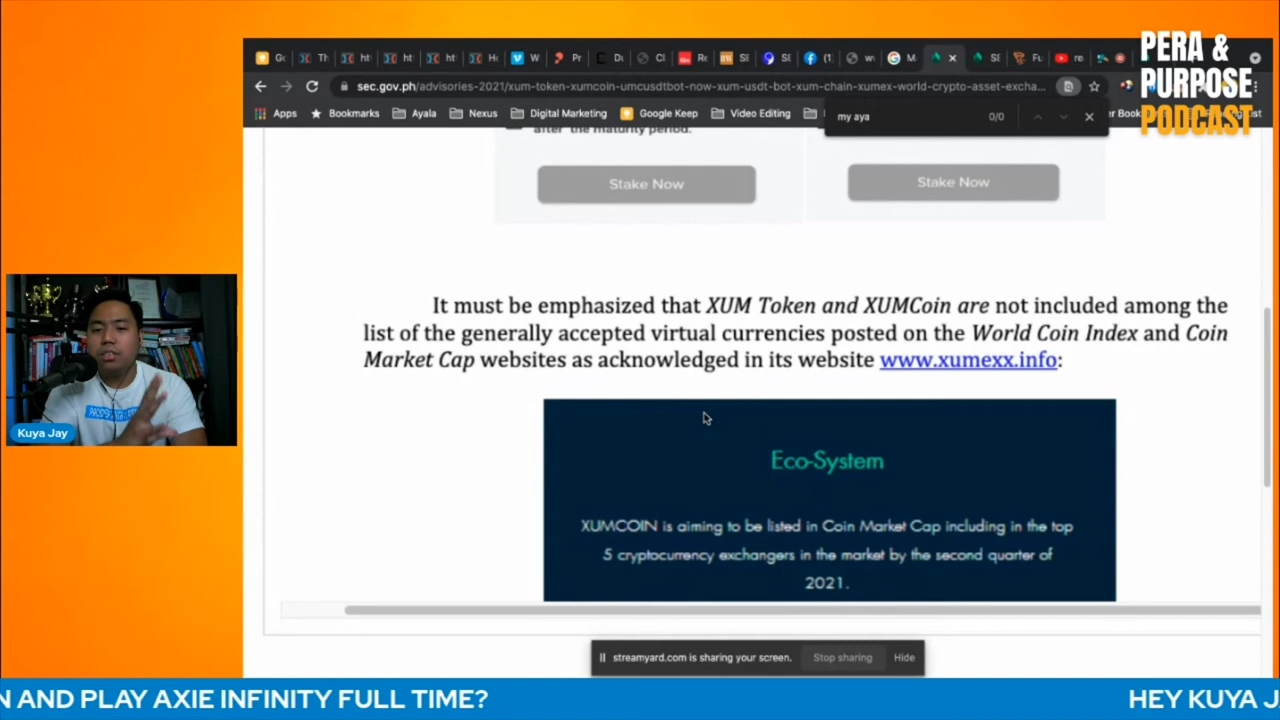 PERA &
PURPOSE
PODCAST
sec.gov.ph/advisories-2021/xum-token-xumcoin-umcusdtbot-now-xum-usdt-bot-xum-chain-xumex-world-crypto-asset-excha...
Apps Bookmarks Ayala Nexus Digital Marketing Google Keep Video Editing
my aya 0/0
after the maturity period.
Stake Now
Stake Now
It must be emphasized that XUM Token and XUMCoin are not included among the
list of the generally accepted virtual currencies posted on the World Coin Index and Coin
Market Cap websites as acknowledged in its website www.xumexx.info:
Eco-System
XUMCOIN is aiming to be listed in Coin Market Cap including in the top
5 cryptocurrency exchangers in the market by the second quarter of
2021.
Kuya Jay
streamyard.com is sharing your screen. Stop sharing Hide
N AND PLAY AXIE INFINITY FULL TIME? HEY KUYA J